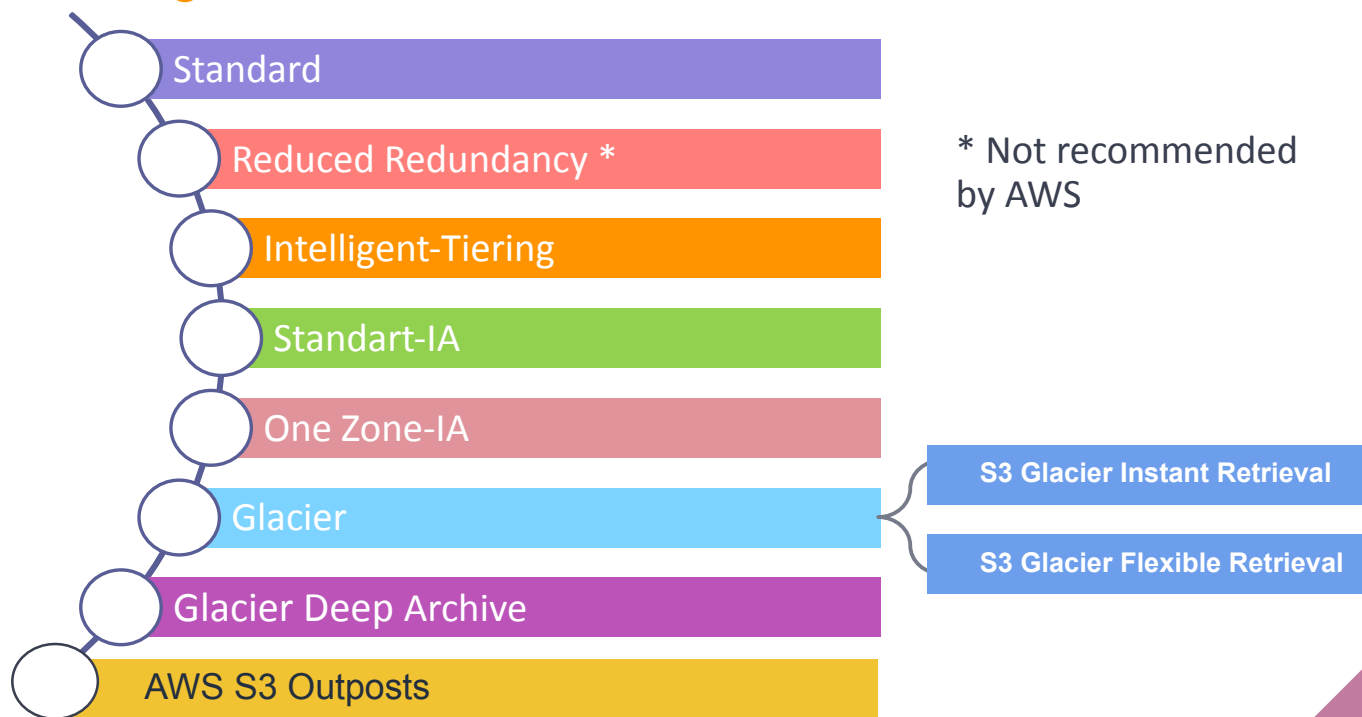 Standard
Reduced Redundancy *
* Not recommended
by AWS
Intelligent-Tiering
Standart-IA
One Zone-IA
Glacier
S3 Glacier Instant Retrieval
S3 Glacier Flexible Retrieval
Glacier Deep Archive
AWS S3 Outposts